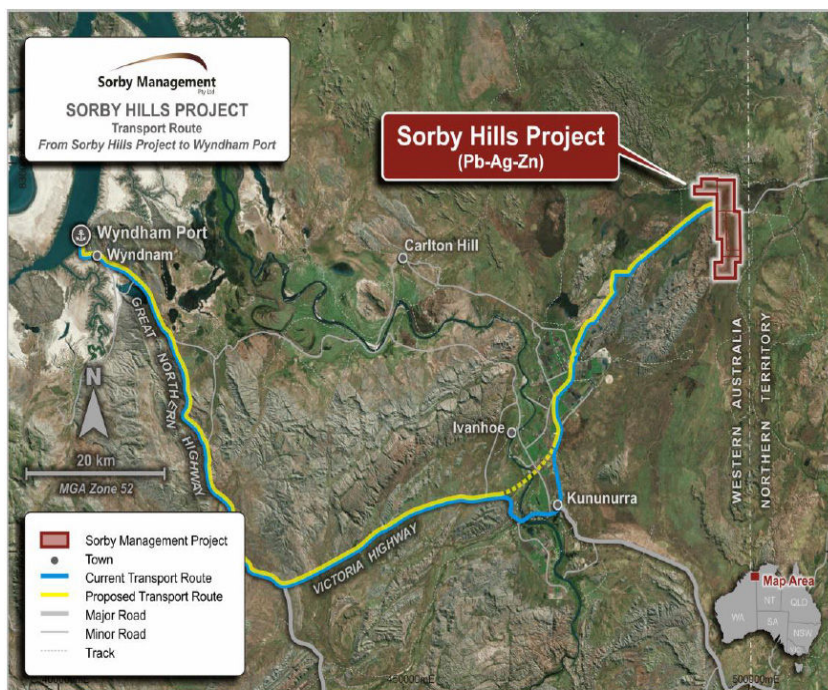 Sorby Management
Pty Ltd
SORBY HILLS PROJECT
Transport Route
From Sorby Hills Project to Wyndham Port
Sorby Hills Project
(Pb-Ag-Zn)
Wyndham Port
Wyndnam
Carlton Hill
GREAT NORTHERN HIGHWAY
N
20 km
MGA Zone 52
Ivanhoe
Kununurra
VICTORIA HIGHWAY
WESTERN AUSTRALIA
NORTHERN TERRITORY
Sorby Management Project
Town
Current Transport Route
Proposed Transport Route
Major Road
Minor Road
Track
Map Area
WA
NT
QLD
SA
NSW
450000mE
500000mE